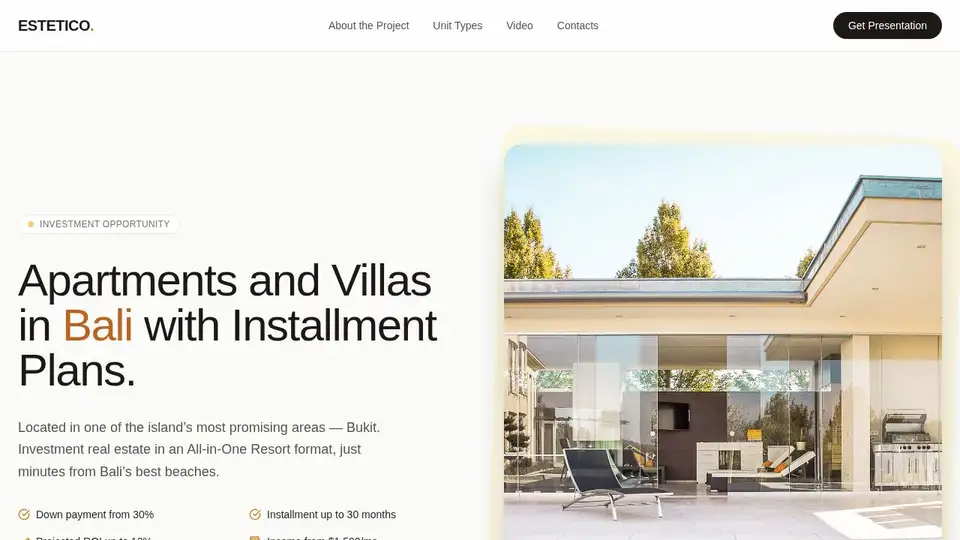 ESTETICO.
About the Project
Unit Types
Video
Contacts
Get Presentation
INVESTMENT OPPORTUNITY
Apartments and Villas
in Bali with Installment
Plans.
Located in one of the island's most promising areas — Bukit.
Investment real estate in an All-in-One Resort format, just
minutes from Bali's best beaches.
Down payment from 30%
Installment up to 30 months